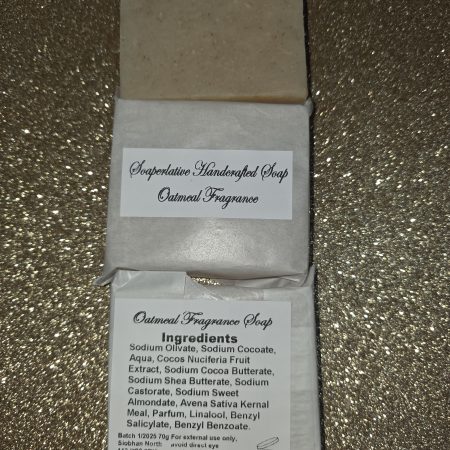 Soaperlative Handcrafted Soap
Oatmeal Fragrance
Oatmeal Fragrance Soap
Ingredients
Sodium Olivate, Sodium Cocoate,
Aqua, Cocos Nuciferia Fruit
Extract, Sodium Cocoa Butterate,
Sodium Shea Butterate, Sodium
Castorate, Sodium Sweet
Almondate, Avena Sativa Kernal
Meal, Parfum, Linalool, Benzyl
Salicylate, Benzyl Benzoate.
Batch 1/2025 70g For external use only,
Siobhan North avoid direct eye